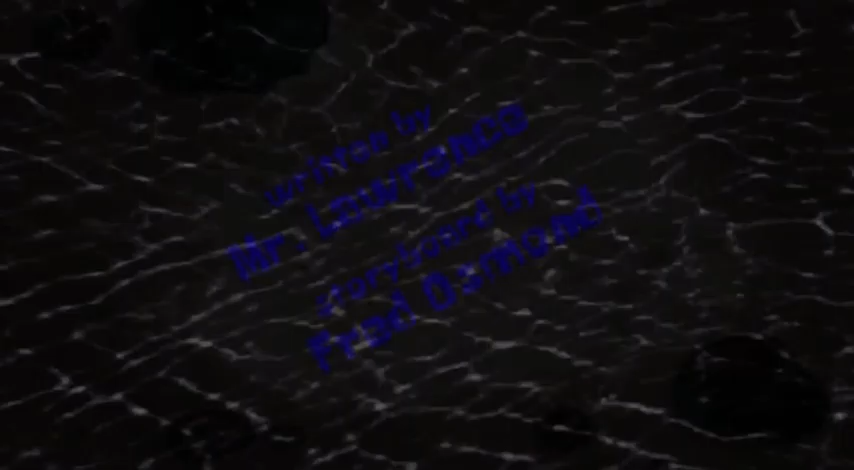 written by
Mr. Lawrence
storyboard by
Fred Osmond